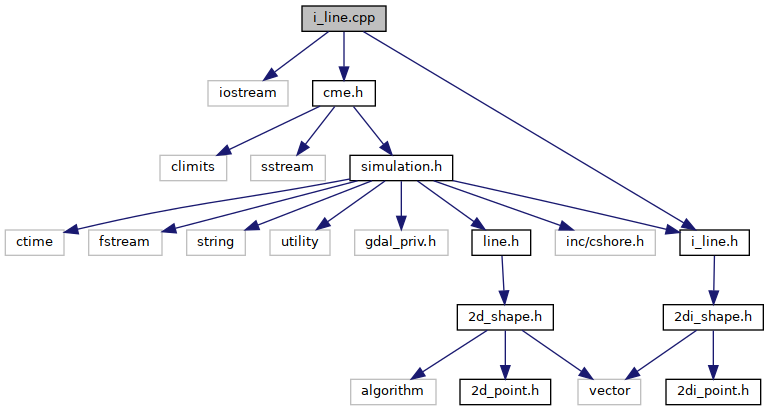 i_line.cpp
iostream
cme.h
climits
sstream
simulation.h
ctime
fstream
string
utility
gdal_priv.h
line.h
inc/cshore.h
i_line.h
2d_shape.h
2di_shape.h
algorithm
2d_point.h
vector
2di_point.h